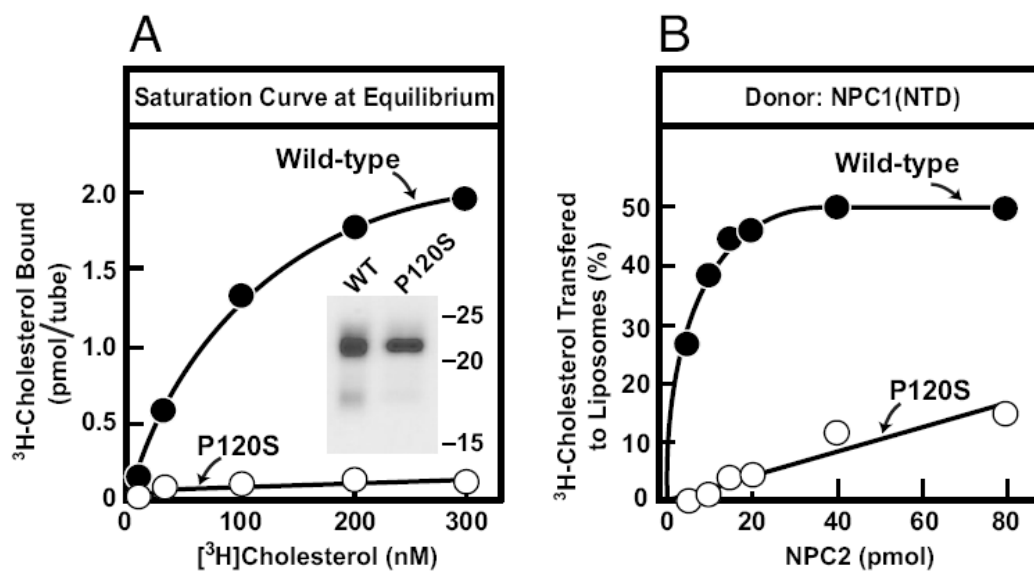 A
Saturation Curve at Equilibrium
³H-Cholesterol Bound
(pmol/tube)
2.0
1.5
1.0
0.5
0
Wild-type
WT
P120S
–25
–20
–15
P120S
0
100
200
300
[³H]Cholesterol (nM)
B
Donor: NPC1(NTD)
³H-Cholesterol Transfered
to Liposomes (%)
50
40
30
20
10
0
Wild-type
P120S
0
20
40
60
80
NPC2 (pmol)